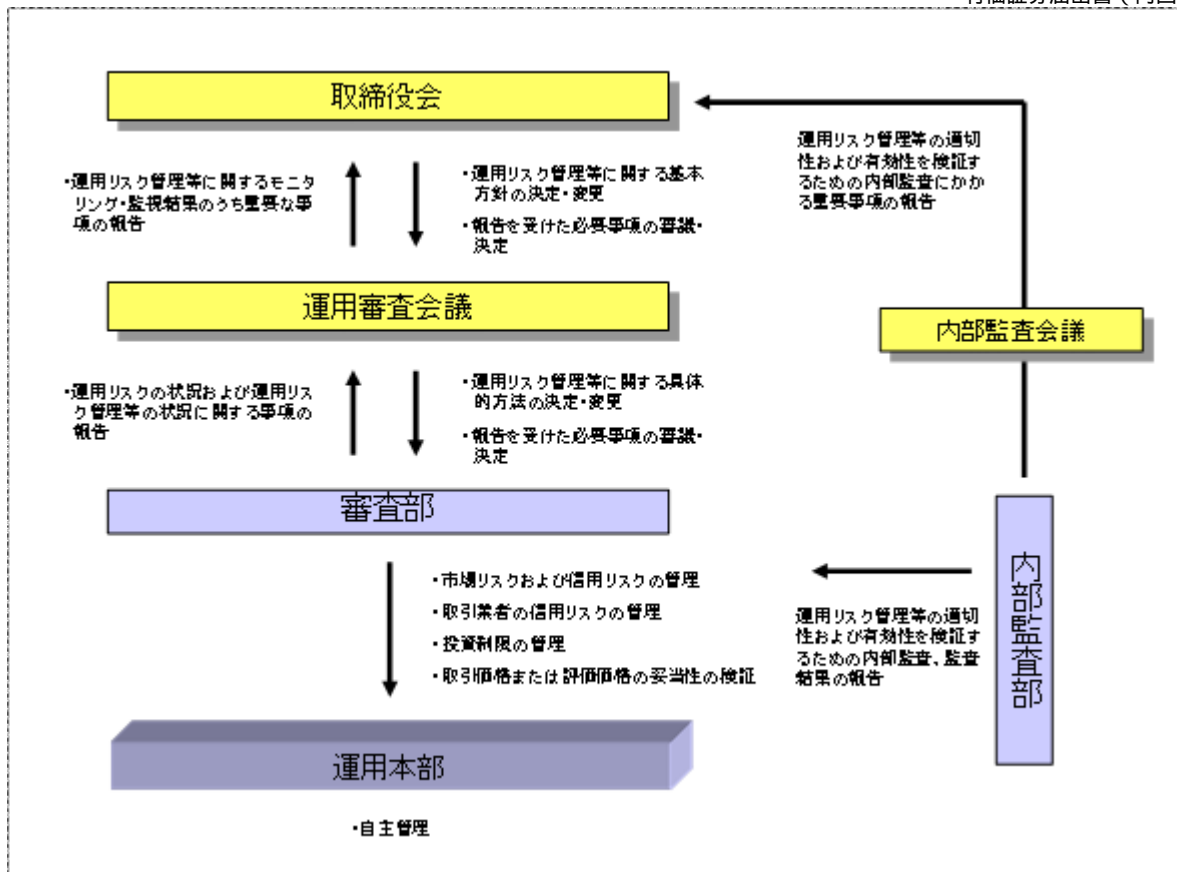 取締役会
・運用リスク管理等に関するモニタ
リング・監視結果のうち重要な事
項の報告
・運用リスク管理等に関する基本
方針の決定・変更
・報告を受けた必要事項の審議・
決定
運用リスク管理等の適切
性および有効性を検証す
るための内部監査にかか
る重要事項の報告
運用審査会議
内部監査会議
・運用リスクの状況および運用リス
ク管理等の状況に関する事項の
報告
・運用リスク管理等に関する具体
的方法の決定・変更
・報告を受けた必要事項の審議・
決定
審査部
・市場リスクおよび信用リスクの管理
・取引業者の信用リスクの管理
・投資制限の管理
・取引価格または評価価格の妥当性の検証
運用リスク管理等の適切
性および有効性を検証す
るための内部監査、監査
結果の報告
内部監査部
運用本部
・自主管理